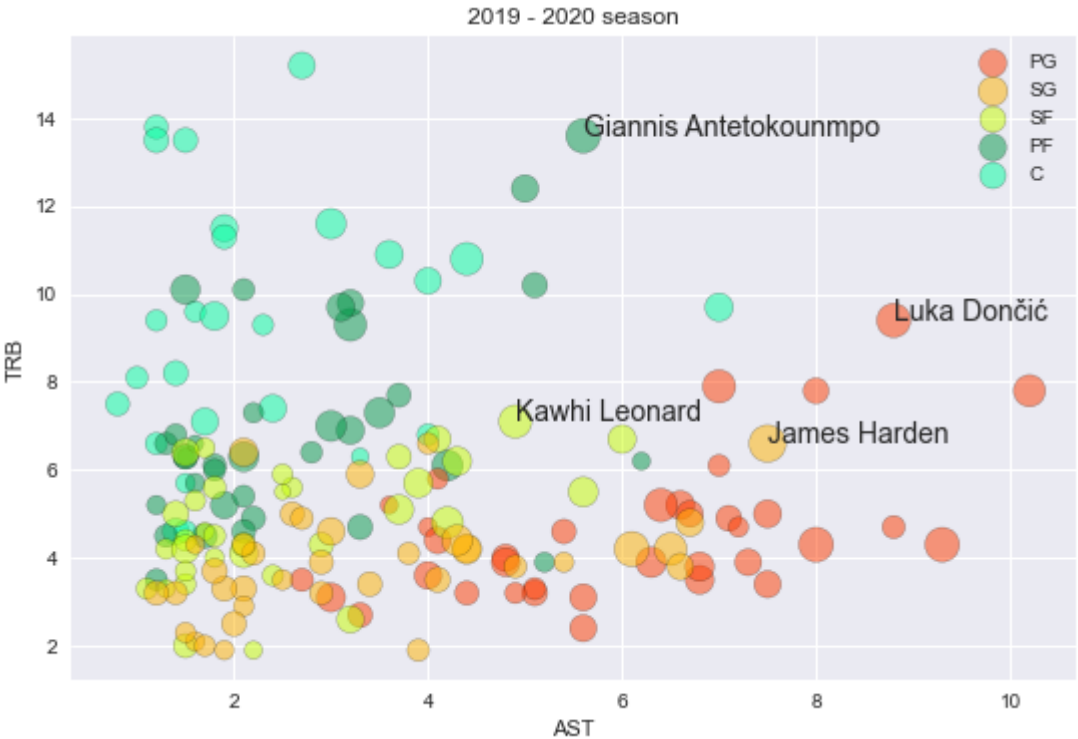 2019 - 2020 season
PG
SG
SF
PF
C
Giannis Antetokounmpo
Luka Dončić
Kawhi Leonard
James Harden
TRB
14
12
10
8
6
4
2
2
4
6
8
10
AST